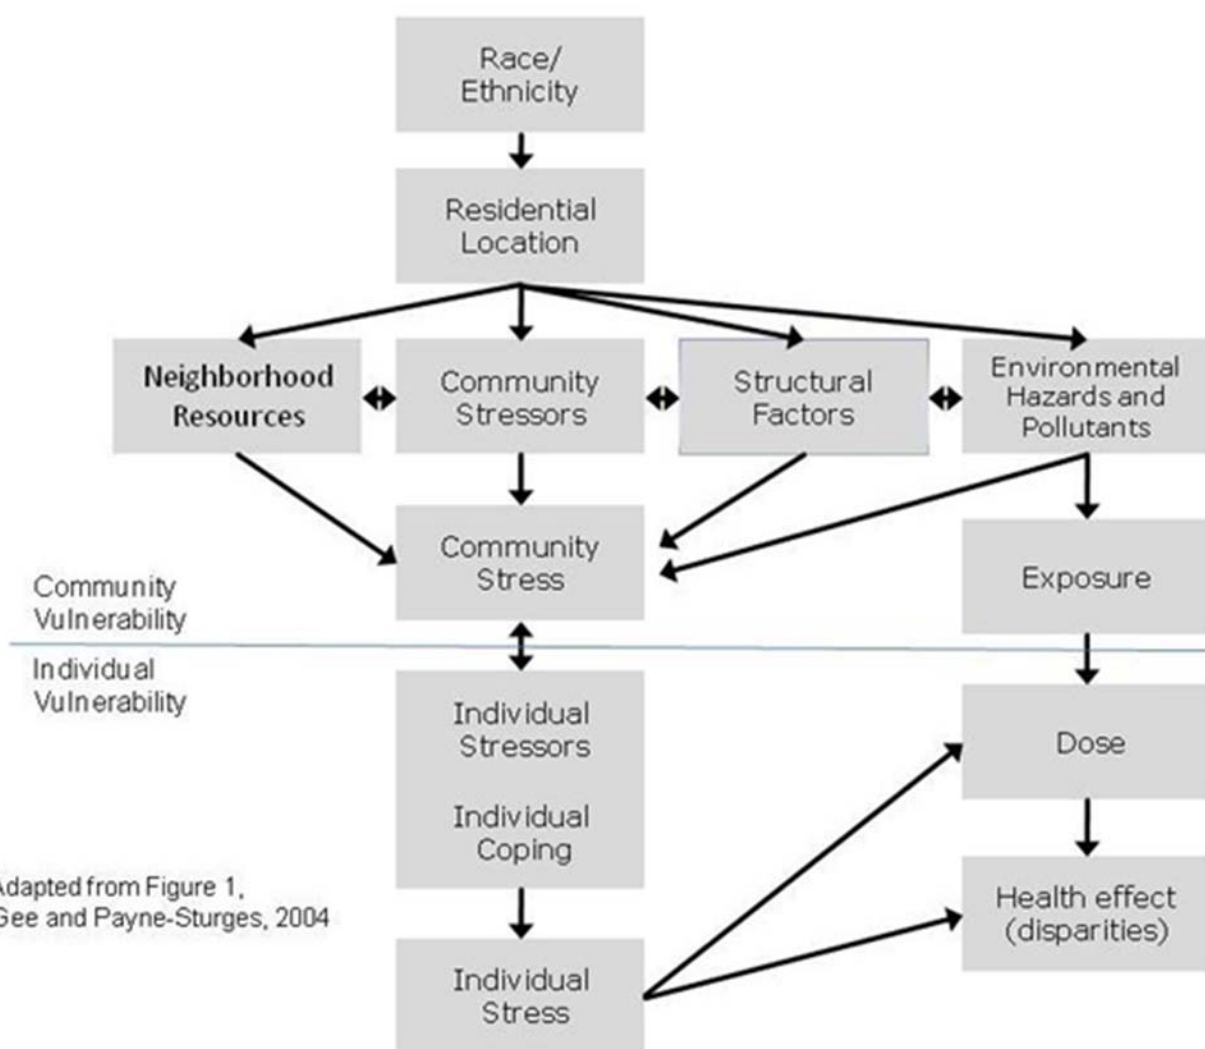 Race/
Ethnicity
Residential
Location
Neighborhood
Resources
Community
Stressors
Structural
Factors
Environmental
Hazards and
Pollutants
Community
Stress
Exposure
Community
Vulnerability
Individual
Vulnerability
Individual
Stressors
Individual
Coping
Dose
Adapted from Figure 1,
Gee and Payne-Sturges, 2004
Health effect
(disparities)
Individual
Stress